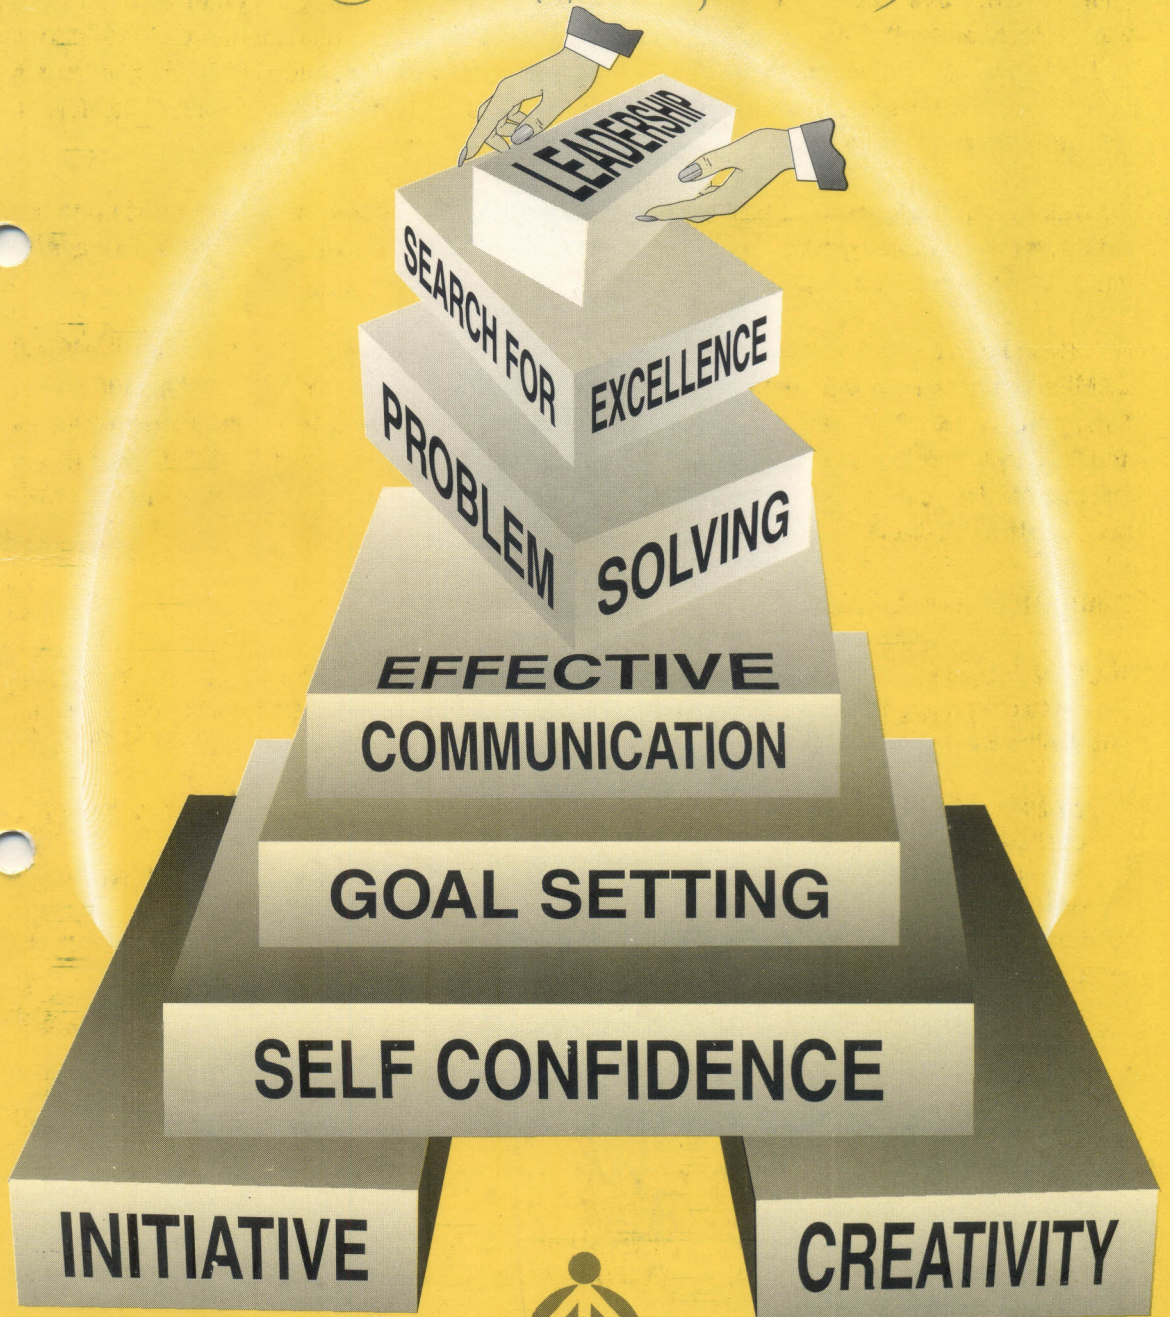 LEADERSHIP
SEARCH FOR EXCELLENCE
PROBLEM SOLVING
EFFECTIVE
COMMUNICATION
GOAL SETTING
SELF CONFIDENCE
INITIATIVE
CREATIVITY